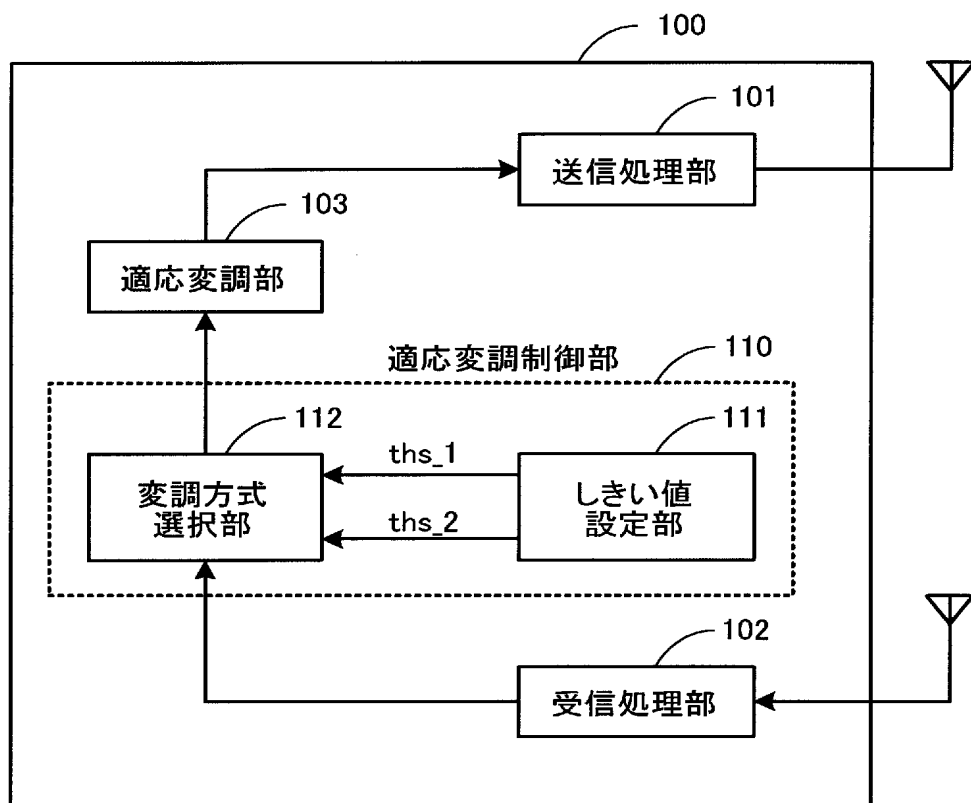 100
101
送信処理部
103
適応変調部
適応変調制御部
110
112
111
ths_1
変調方式
選択部
しきい値
設定部
ths_2
102
受信処理部